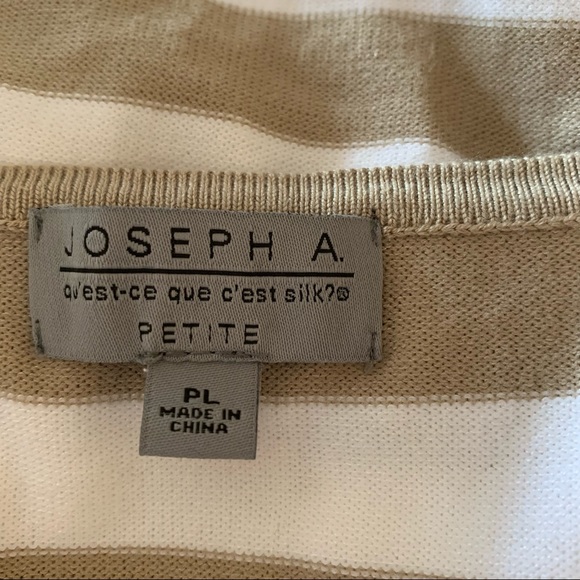 JOSEPH A.
qu'est-ce que c'est silk?®
PETITE
PL
MADE IN
CHINA